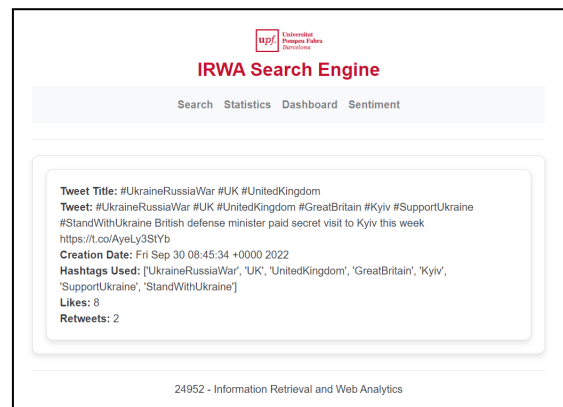 upf.
Universitat
Pompeu Fabra
Barcelona
IRWA Search Engine
Search Statistics Dashboard Sentiment
Tweet Title: #UkraineRussiaWar #UK #UnitedKingdom
Tweet: #UkraineRussiaWar #UK #UnitedKingdom #GreatBritain #Kyiv #SupportUkraine
#StandWithUkraine British defense minister paid secret visit to Kyiv this week
https://t.co/AyeLy3StYb
Creation Date: Fri Sep 30 08:45:34 +0000 2022
Hashtags Used: ['UkraineRussiaWar', 'UK', 'UnitedKingdom', 'GreatBritain', 'Kyiv',
'SupportUkraine', 'StandWithUkraine']
Likes: 8
Retweets: 2
24952 - Information Retrieval and Web Analytics